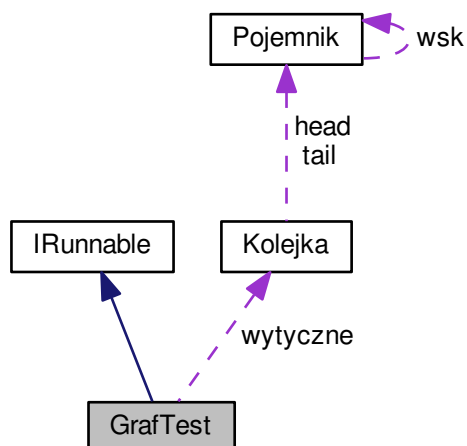 Pojemnik
wsk
head
tail
IRunnable
Kolejka
wytyczne
GrafTest